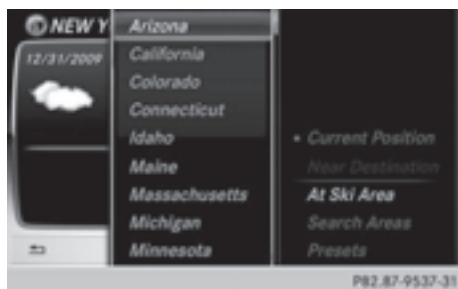 NEW Y
12/31/2009
Arizona
California
Colorado
Connecticut
Idaho
Maine
Massachusetts
Michigan
Minnesota
• Current Position
Near Destination
At Ski Area
Search Areas
Presets
P82.87-9537-31